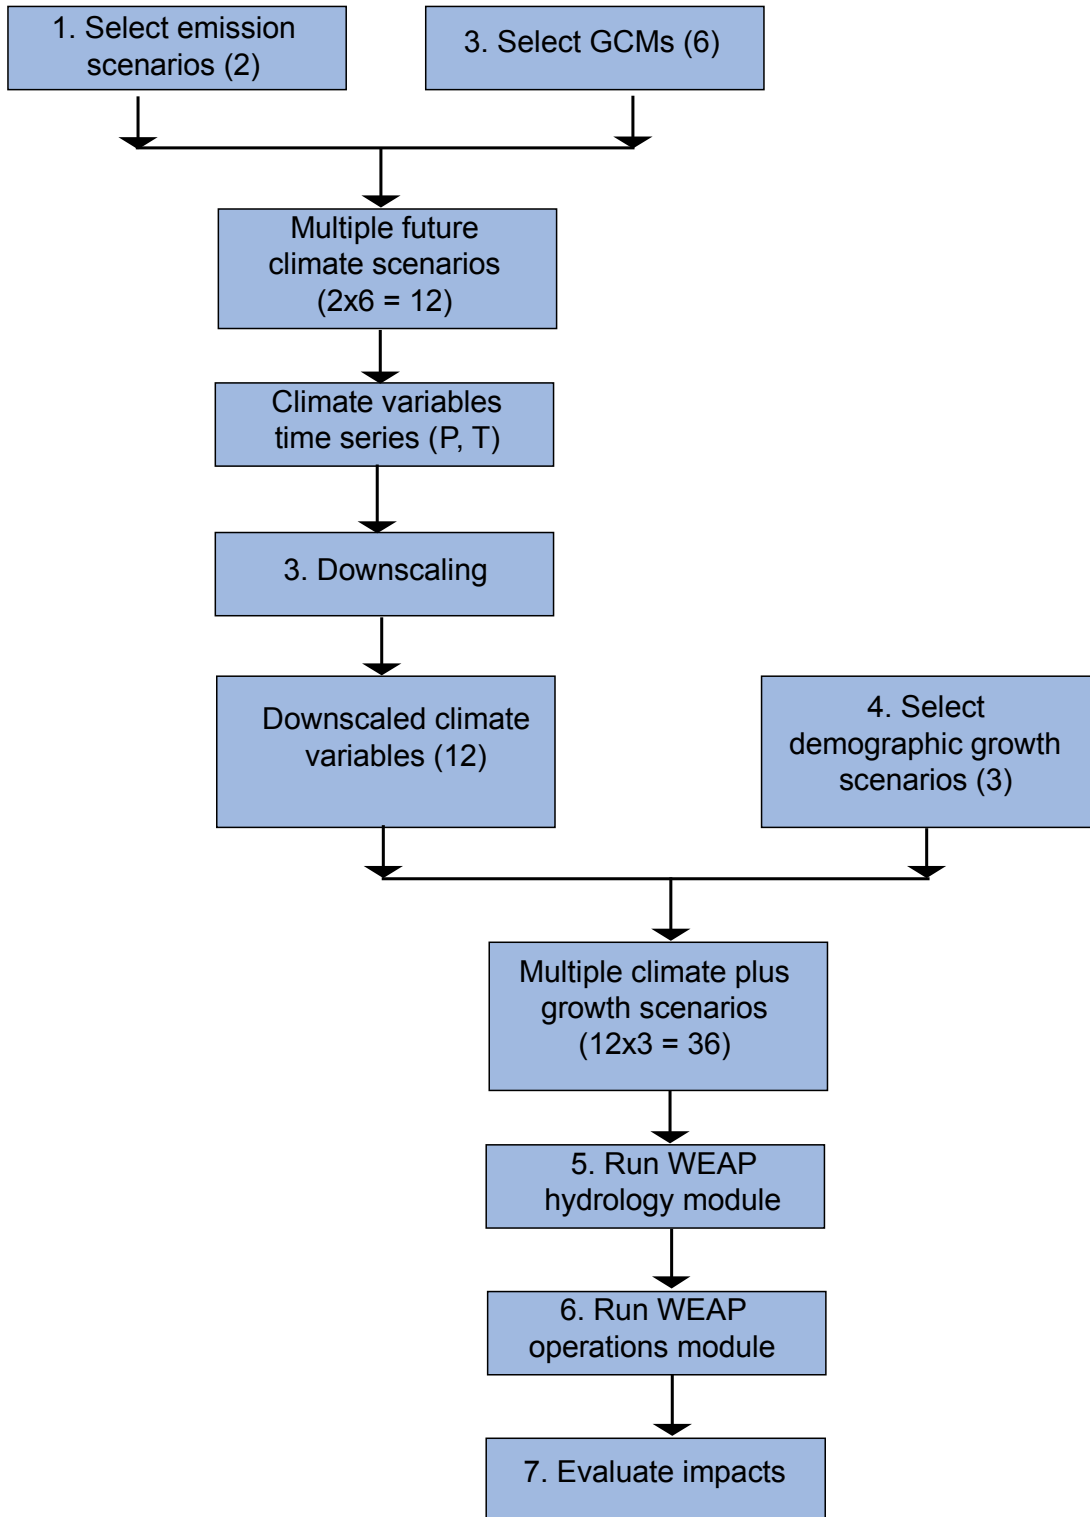 1. Select emission
scenarios (2)
3. Select GCMs (6)
Multiple future
climate scenarios
(2x6 = 12)
Climate variables
time series (P, T)
3. Downscaling
Downscaled climate
variables (12)
4. Select
demographic growth
scenarios (3)
Multiple climate plus
growth scenarios
(12x3 = 36)
5. Run WEAP
hydrology module
6. Run WEAP
operations module
7. Evaluate impacts